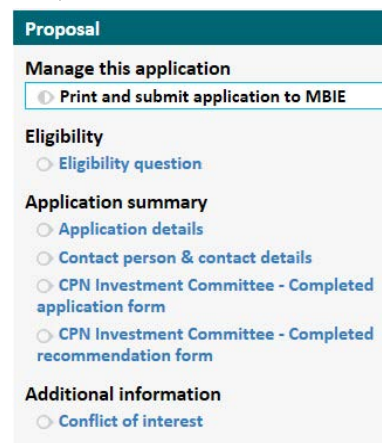 Proposal
Manage this application
Print and submit application to MBIE
Eligibility
Eligibility question
Application summary
Application details
Contact person & contact details
CPN Investment Committee - Completed
application form
CPN Investment Committee - Completed
recommendation form
Additional information
Conflict of interest